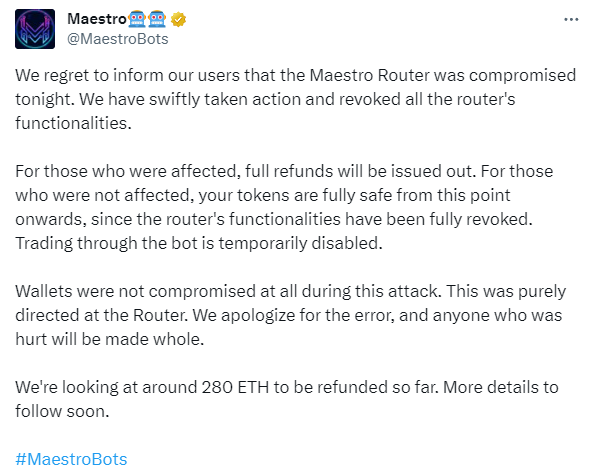 Maestro🤖🤖
@MaestroBots
We regret to inform our users that the Maestro Router was compromised
tonight. We have swiftly taken action and revoked all the router's
functionalities.
For those who were affected, full refunds will be issued out. For those
who were not affected, your tokens are fully safe from this point
onwards, since the router's functionalities have been fully revoked.
Trading through the bot is temporarily disabled.
Wallets were not compromised at all during this attack. This was purely
directed at the Router. We apologize for the error, and anyone who was
hurt will be made whole.
We're looking at around 280 ETH to be refunded so far. More details to
follow soon.
#MaestroBots